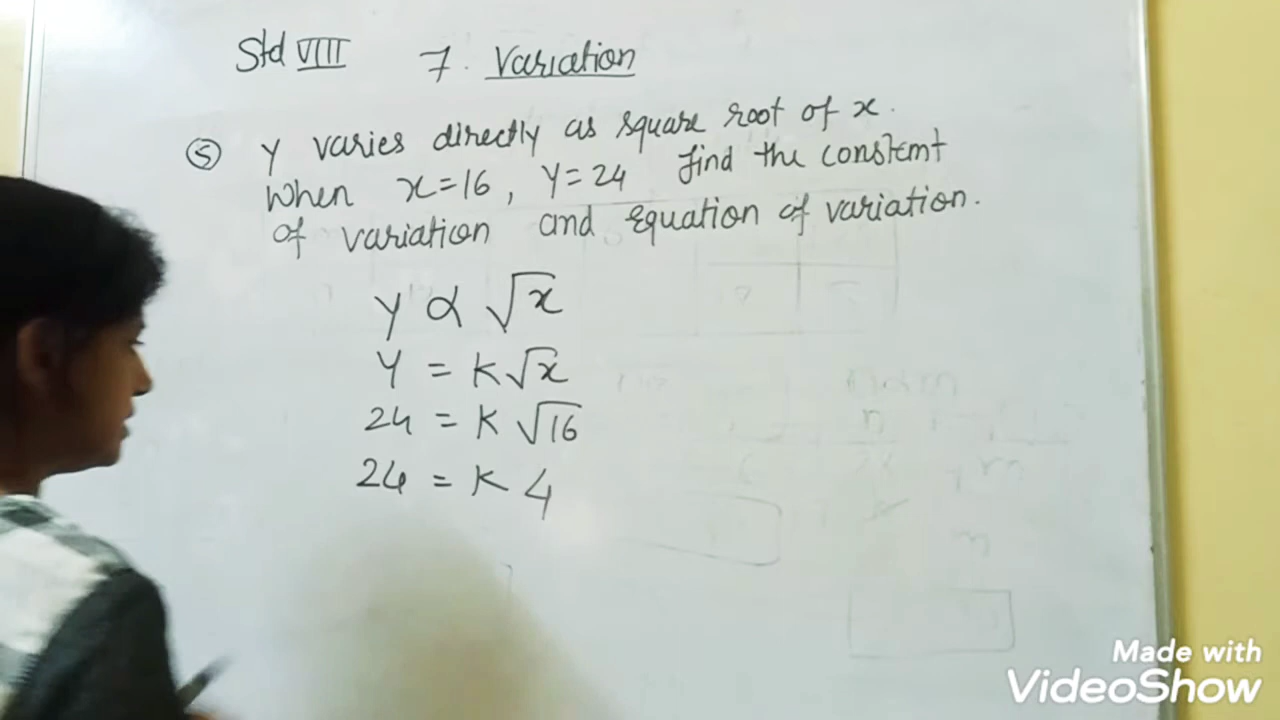 Std VIII 7. Variation
(5) Y varies directly as square root of x.
When x=16, Y=24 find the constant
of variation and Equation of variation.
Y ∝ √x
Y = K√x
24 = K √16
24 = K 4
Made with
VideoShow